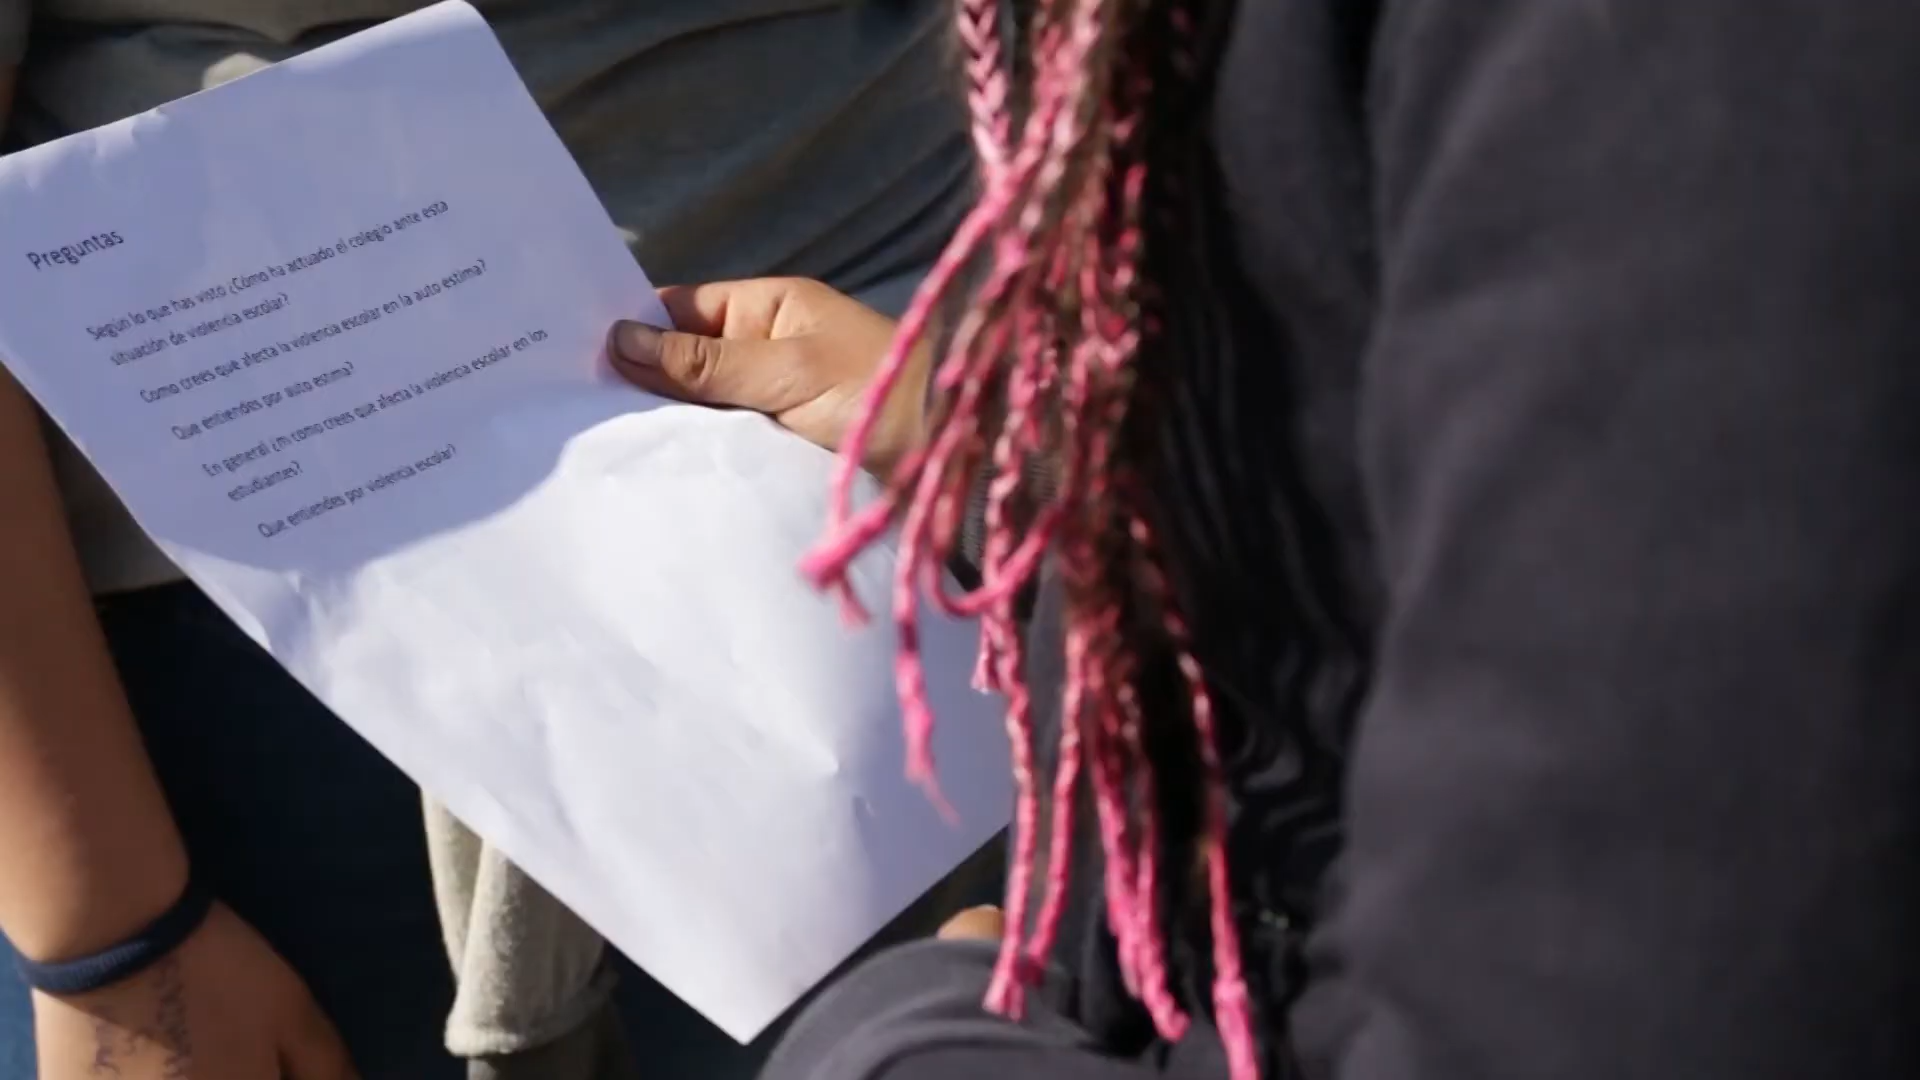 Preguntas
Según lo que has visto ¿Cómo ha actuado el colegio ante esta
situación de violencia escolar?
Como crees que afecta la violencia escolar en la auto estima?
Que entiendes por auto estima?
En general ¿m como crees que afecta la violencia escolar en los
estudiantes?
Que entiendes por violencia escolar?